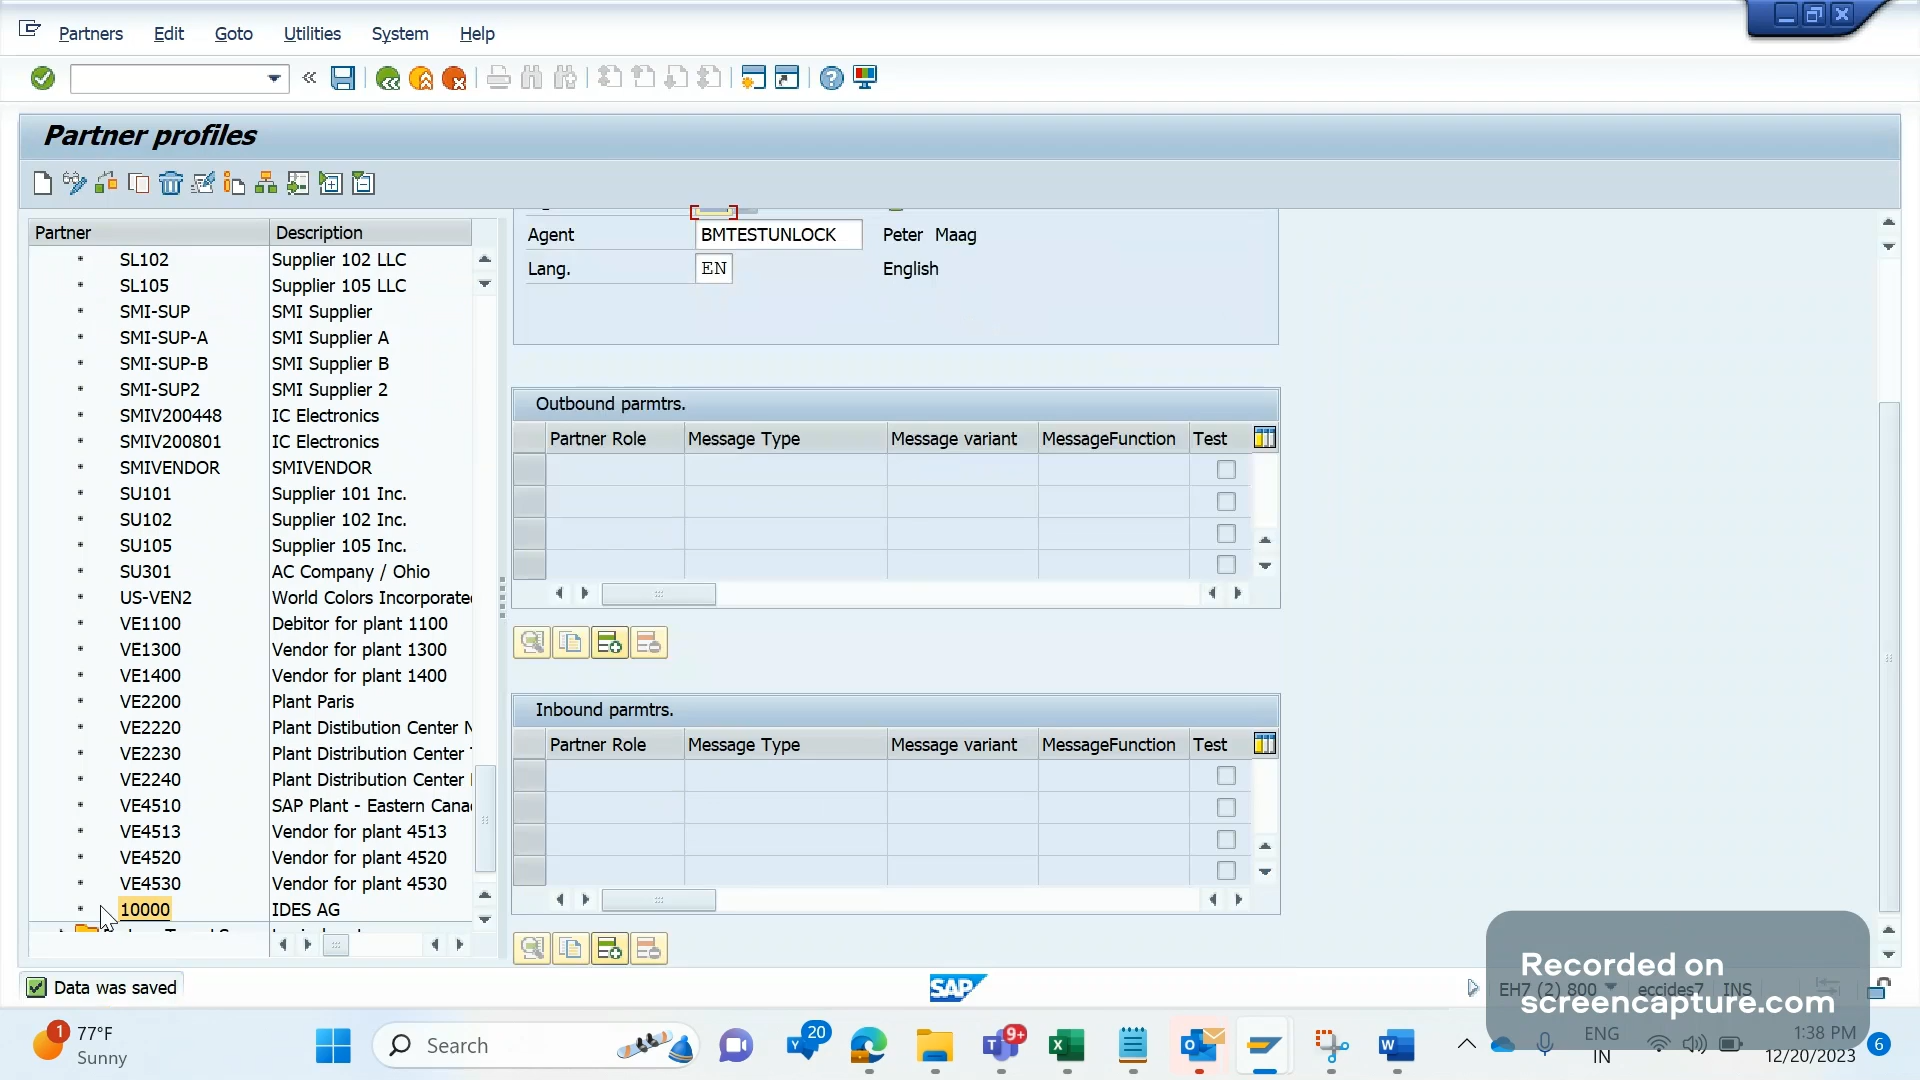 Partners Edit Goto Utilities System Help
Partner profiles
Partner Description
SL102 Supplier 102 LLC
SL105 Supplier 105 LLC
SMI-SUP SMI Supplier
SMI-SUP-A SMI Supplier A
SMI-SUP-B SMI Supplier B
SMI-SUP2 SMI Supplier 2
SMIV200448 IC Electronics
SMIV200801 IC Electronics
SMIVENDOR SMIVENDOR
SU101 Supplier 101 Inc.
SU102 Supplier 102 Inc.
SU105 Supplier 105 Inc.
SU301 AC Company / Ohio
US-VEN2 World Colors Incorporate
VE1100 Debitor for plant 1100
VE1300 Vendor for plant 1300
VE1400 Vendor for plant 1400
VE2200 Plant Paris
VE2220 Plant Distibution Center N
VE2230 Plant Distribution Center
VE2240 Plant Distribution Center
VE4510 SAP Plant - Eastern Cana
VE4513 Vendor for plant 4513
VE4520 Vendor for plant 4520
VE4530 Vendor for plant 4530
10000 IDES AG
Agent BMTESTUNLOCK Peter Maag
Lang. EN English
Outbound parmtrs.
Partner Role Message Type Message variant MessageFunction Test
Inbound parmtrs.
Partner Role Message Type Message variant MessageFunction Test
Data was saved
SAP
EH7 (2) 800 eccides7 INS
Recorded on
screencapture.com
1 77°F
Sunny
Search
20
9+
ENG
IN
1:38 PM
12/20/2023
6